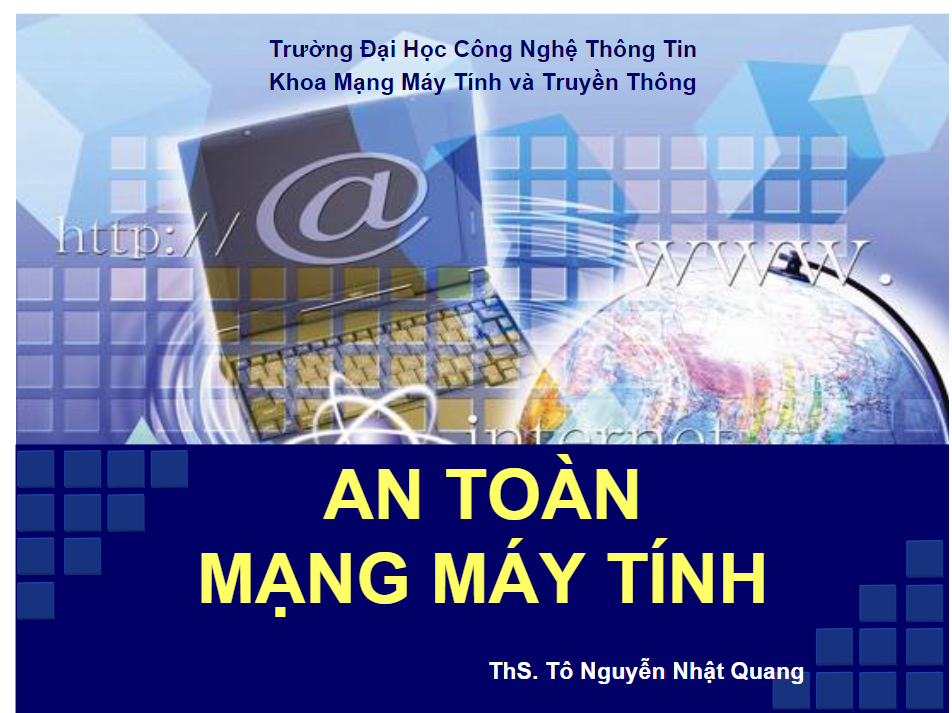 Trường Đại Học Công Nghệ Thông Tin
Khoa Mạng Máy Tính và Truyền Thông
http://
@
www.
internet
AN TOÀN
MẠNG MÁY TÍNH
ThS. Tô Nguyễn Nhật Quang